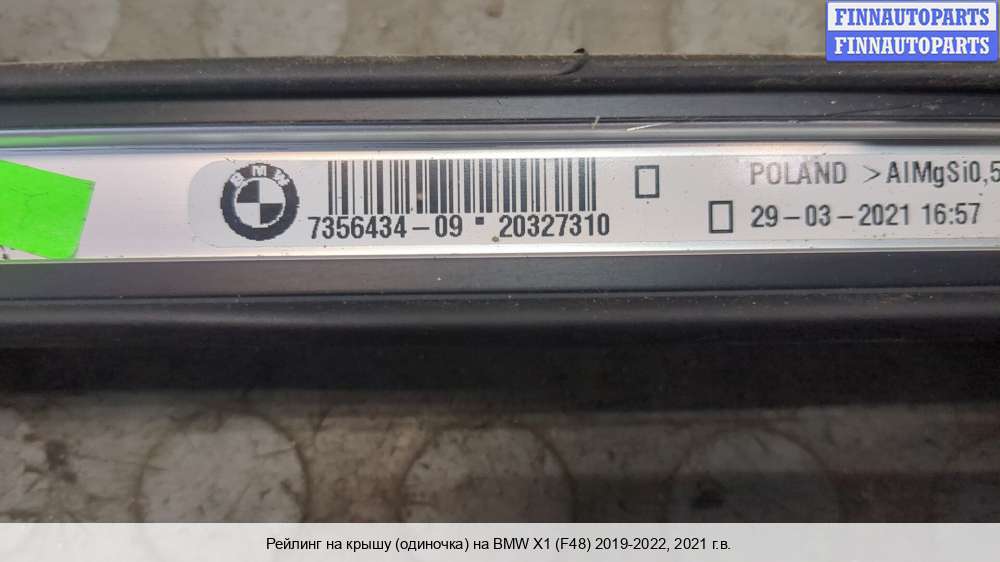 FINNAUTOPARTS
FINNAUTOPARTS
BMW
POLAND >AlMgSi0,5
7356434-09 20327310
29-03-2021 16:57
Рейлинг на крышу (одиночка) на BMW X1 (F48) 2019-2022, 2021 г.в.